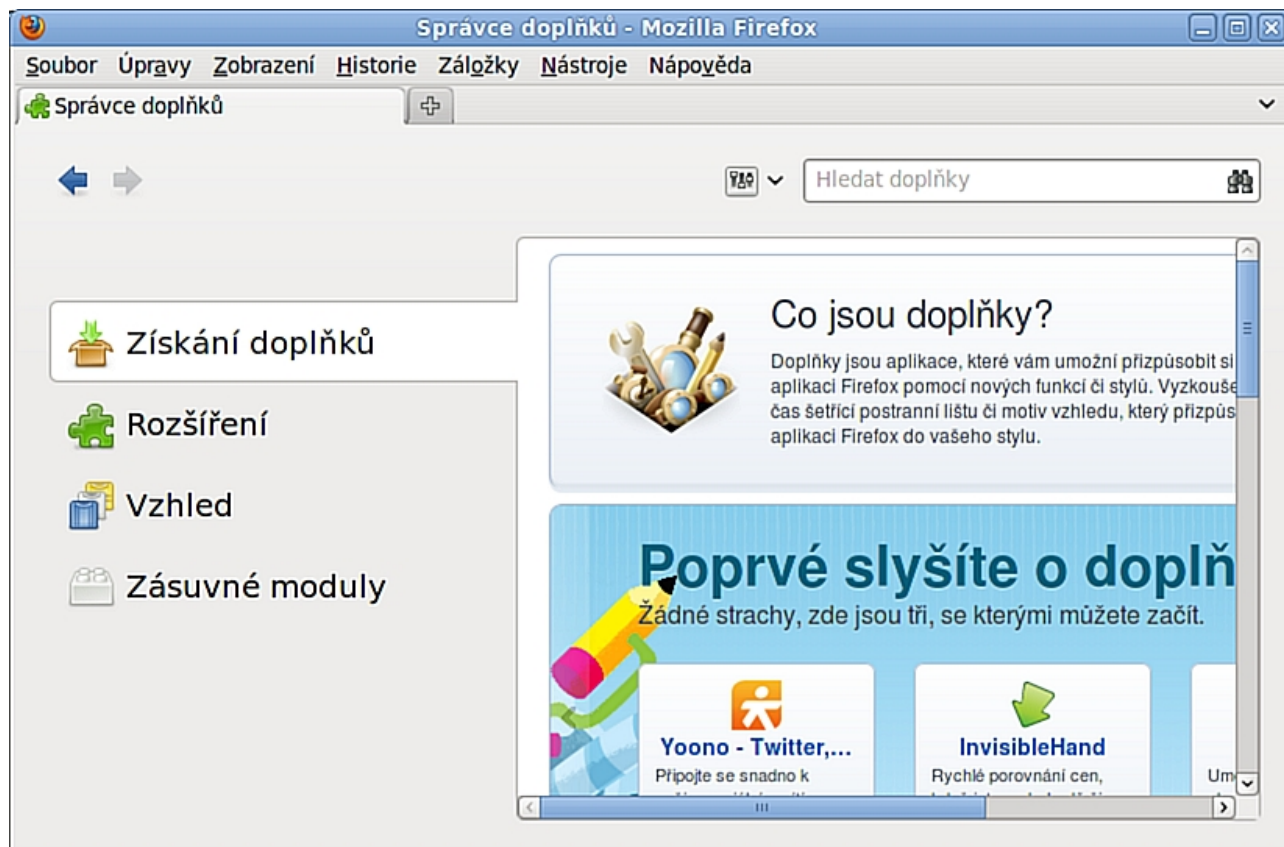 Správce doplňků - Mozilla Firefox
Soubor Úpravy Zobrazení Historie Záložky Nástroje Nápověda
Správce doplňků
Hledat doplňky
Získání doplňků
Rozšíření
Vzhled
Zásuvné moduly
Co jsou doplňky?
Doplňky jsou aplikace, které vám umožní přizpůsobit si
aplikaci Firefox pomocí nových funkcí či stylů. Vyzkouše
čas šetřící postranní lištu či motiv vzhledu, který přizpůs
aplikaci Firefox do vašeho stylu.
Poprvé slyšíte o doplň
Žádné strachy, zde jsou tři, se kterými můžete začít.
Yoono - Twitter,...
Připojte se snadno k
InvisibleHand
Rychlé porovnání cen,